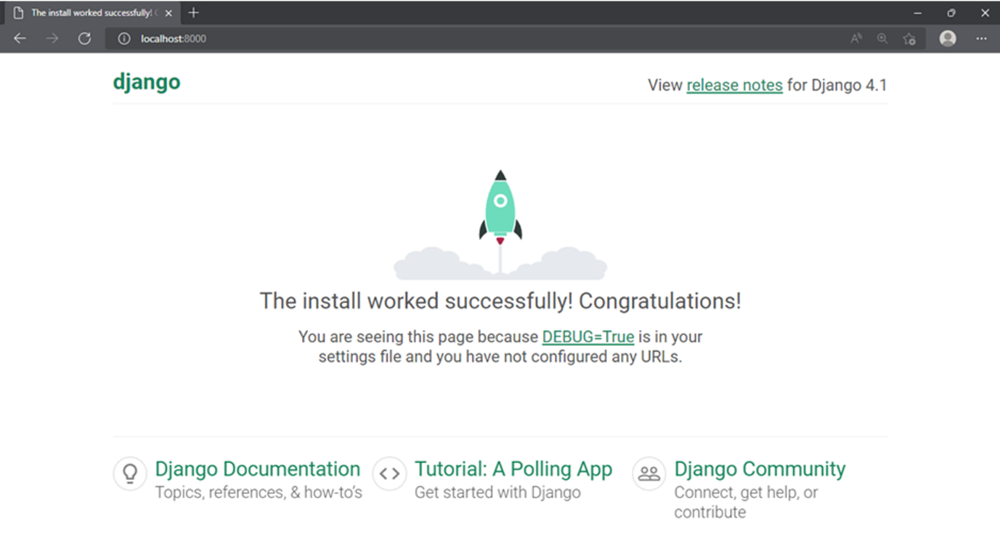 The install worked successfully!
localhost:8000
django
View release notes for Django 4.1
The install worked successfully! Congratulations!
You are seeing this page because DEBUG=True is in your
settings file and you have not configured any URLs.
Django Documentation
Topics, references, & how-to's
Tutorial: A Polling App
Get started with Django
Django Community
Connect, get help, or
contribute